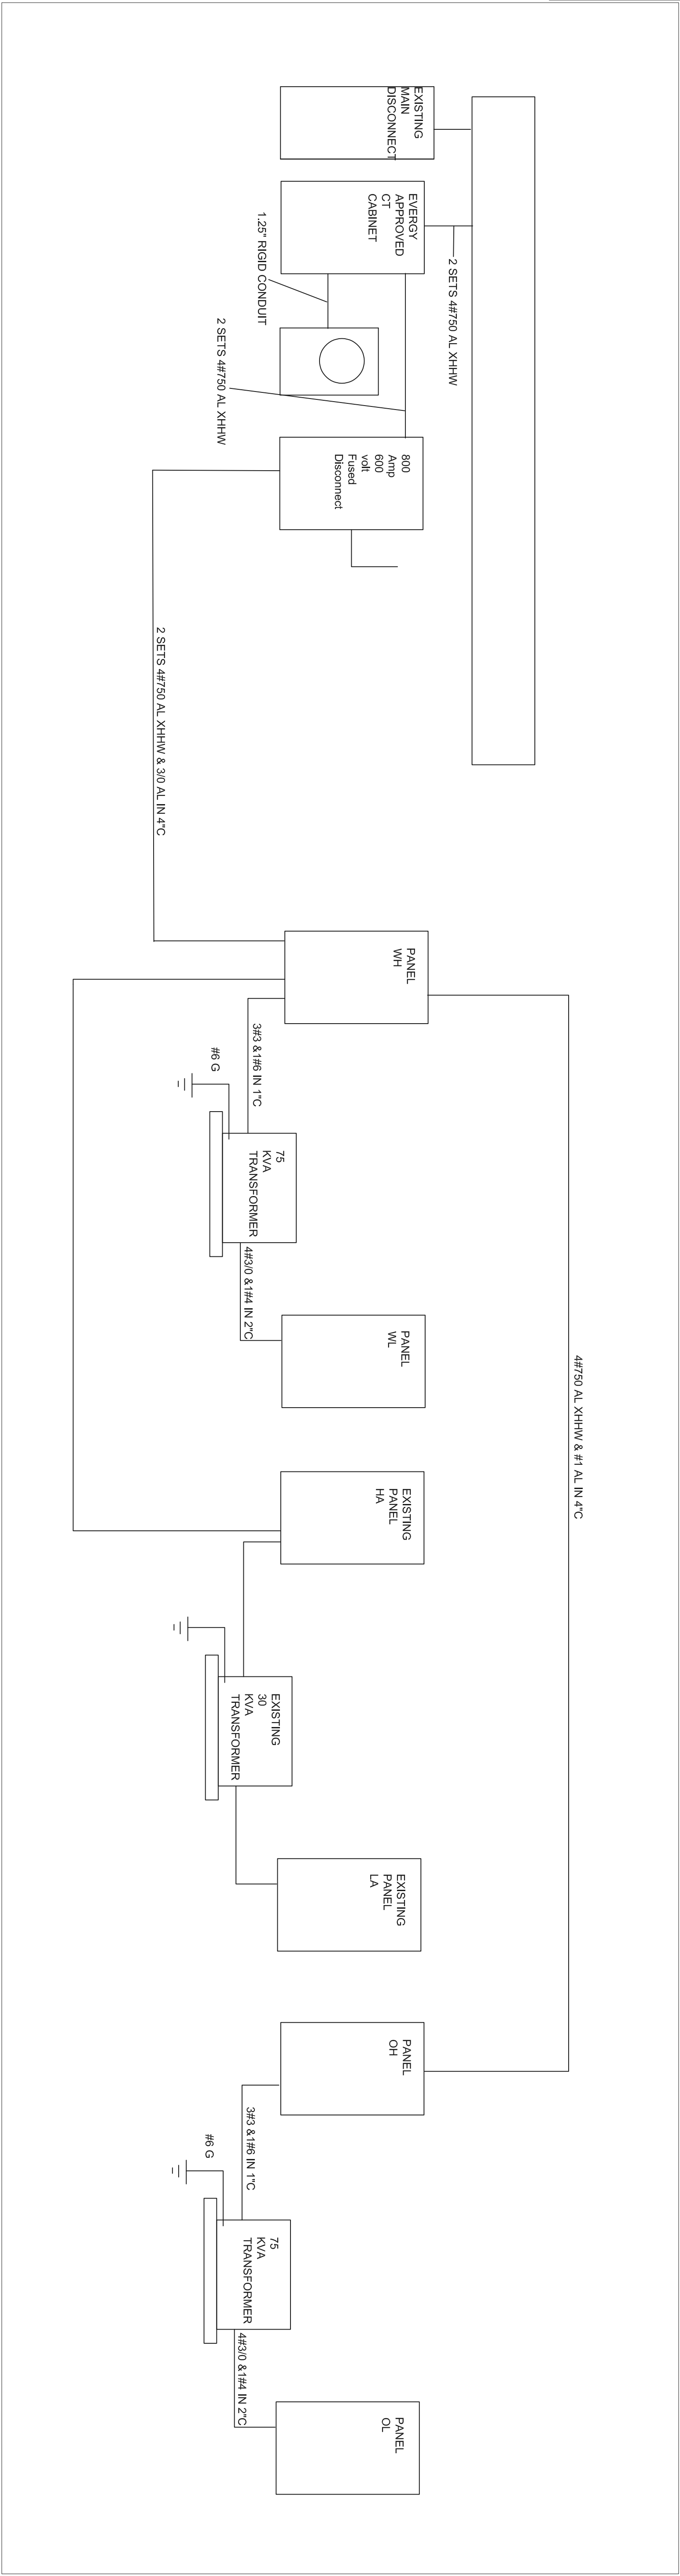 EXISTING
MAIN
DISCONNECT
EVERGY
APPROVED
CT
CABINET
2 SETS 4#750 AL XHHW
1.25" RIGID CONDUIT
2 SETS 4#750 AL XHHW
800
Amp
600
volt
Fused
Disconnect
2 SETS 4#750 AL XHHW & 3/0 AL IN 4"C
PANEL
WH
3#3 &1#6 IN 1"C
#6 G
75
KVA
TRANSFORMER
4#3/0 &1#4 IN 2"C
PANEL
WL
4#750 AL XHHW & #1 AL IN 4"C
EXISTING
PANEL
HA
EXISTING
30
KVA
TRANSFORMER
EXISTING
PANEL
LA
PANEL
OH
3#3 &1#6 IN 1"C
#6 G
75
KVA
TRANSFORMER
4#3/0 &1#4 IN 2"C
PANEL
OL